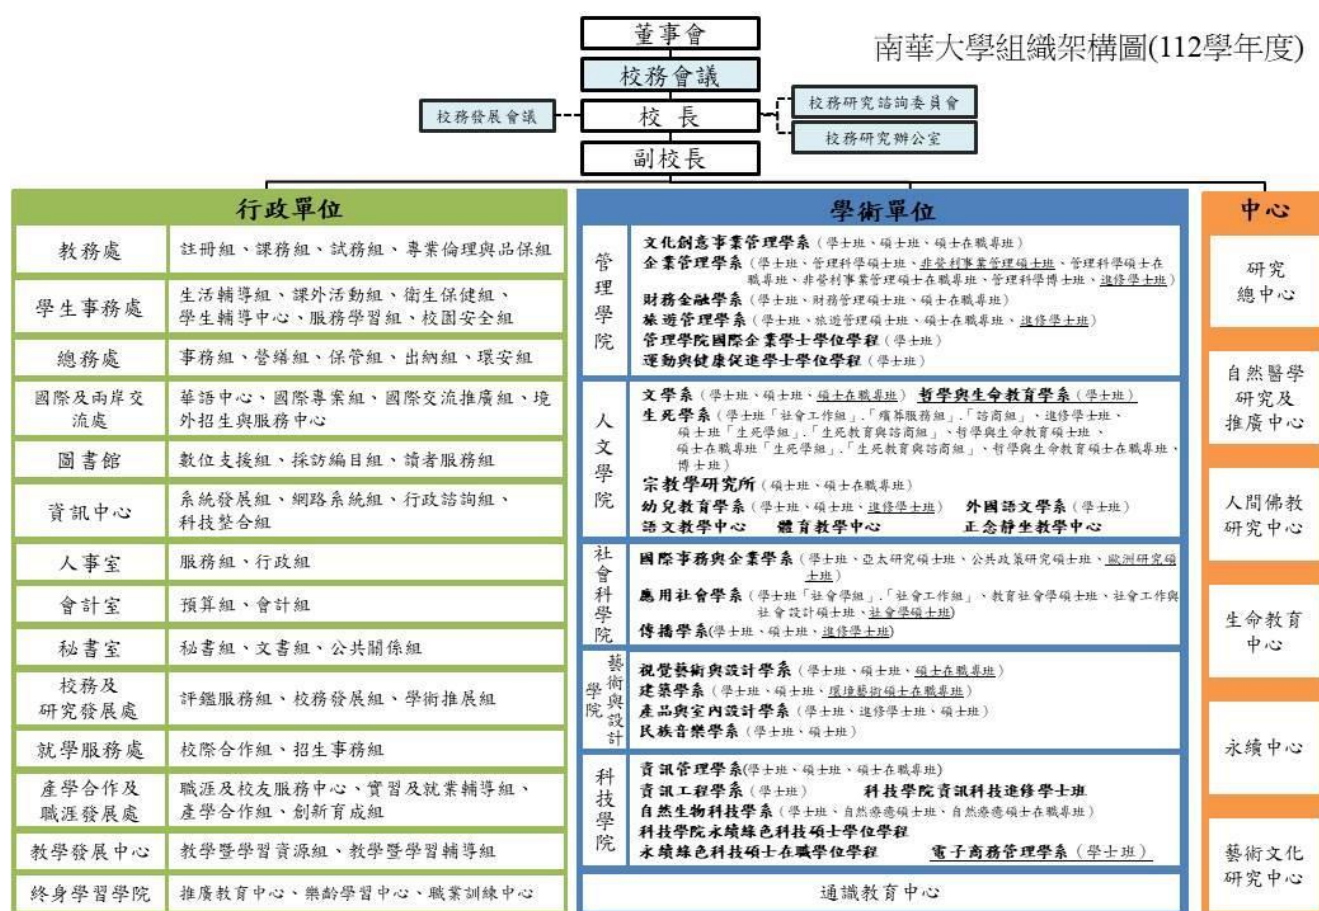 南華大學組織架構圖(112學年度)
董事會
校務會議
校長
副校長
校務發展會議
校務研究諮詢委員會
校務研究辦公室
行政單位
教務處
註冊組、課務組、試務組、專業倫理與品保組
學生事務處
生活輔導組、課外活動組、衛生保健組、
學生輔導中心、服務學習組、校園安全組
總務處
事務組、營繕組、保管組、出納組、環安組
國際及兩岸交
流處
華語中心、國際專案組、國際交流推廣組、境
外招生與服務中心
圖書館
數位支援組、採訪編目組、讀者服務組
資訊中心
系統發展組、網路系統組、行政諮詢組、
科技整合組
人事室
服務組、行政組
會計室
預算組、會計組
秘書室
秘書組、文書組、公共關係組
校務及
研究發展處
評鑑服務組、校務發展組、學術推展組
就學服務處
校際合作組、招生事務組
產學合作及
職涯發展處
職涯及校友服務中心、實習及就業輔導組、
產學合作組、創新育成組
教學發展中心
教學暨學習資源組、教學暨學習輔導組
終身學習學院
推廣教育中心、樂齡學習中心、職業訓練中心
學術單位
管理學院
文化創意事業管理學系（學士班、碩士班、碩士在職專班）
企業管理學系（學士班、管理科學碩士班、非營利事業管理碩士班、管理科學碩士在
職專班、非營利事業管理碩士在職專班、管理科學博士班、進修學士班）
財務金融學系（學士班、財務管理碩士班、碩士在職專班）
旅遊管理學系（學士班、旅遊管理碩士班、碩士在職專班、進修學士班）
管理學院國際企業學士學位學程（學士班）
運動與健康促進學士學位學程（學士班）
人文學院
文學系（學士班、碩士班、碩士在職專班） 哲學與生命教育學系（學士班）
生死學系（學士班「社會工作組」.「殯葬服務組」.「諮商組」、進修學士班、
碩士班「生死學組」.「生死教育與諮商組」、哲學與生命教育碩士班、
碩士在職專班「生死學組」.「生死教育與諮商組」、哲學與生命教育碩士在職專班、
博士班）
宗教學研究所（碩士班、碩士在職專班）
幼兒教育學系（學士班、碩士班、進修學士班） 外國語文學系（學士班）
語文教學中心 體育教學中心 正念靜坐教學中心
社會科學院
國際事務與企業學系（學士班、亞太研究碩士班、公共政策研究碩士班、歐洲研究碩
士班）
應用社會學系（學士班「社會學組」.「社會工作組」、教育社會學碩士班、社會工作與
社會設計碩士班、社會學碩士班)
傳播學系(學士班、碩士班、進修學士班)
藝術與設計學院
視覺藝術與設計學系（學士班、碩士班、碩士在職專班）
建築學系（學士班、碩士班、環境藝術碩士在職專班）
產品與室內設計學系（學士班、進修學士班、碩士班）
民族音樂學系（學士班、碩士班）
科技學院
資訊管理學系(學士班、碩士班、碩士在職專班)
資訊工程學系（學士班） 科技學院資訊科技進修學士班
自然生物科技學系（學士班、自然療癒碩士班、自然療癒碩士在職專班）
科技學院永續綠色科技碩士學位學程
永續綠色科技碩士在職學位學程 電子商務管理學系（學士班）
通識教育中心
中心
研究
總中心
自然醫學
研究及
推廣中心
人間佛教
研究中心
生命教育
中心
永續中心
藝術文化
研究中心